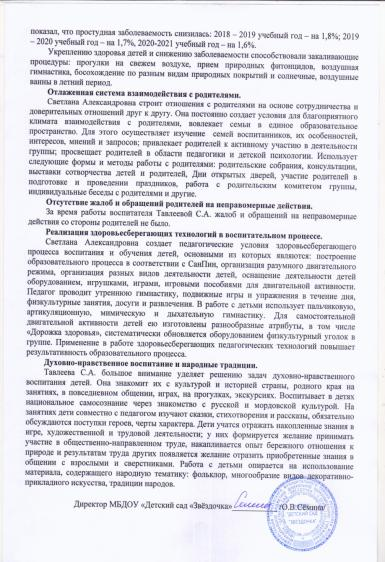 показал, что простудная заболеваемость снизилась: 2018 – 2019 учебный год – на 1,8%; 2019
– 2020 учебный год – на 1,7%, 2020-2021 учебный год – на 1,6%.
Укреплению здоровья детей и снижению заболеваемости способствовали закаливающие
процедуры: прогулки на свежем воздухе, прием природных фитонцидов, воздушная
гимнастика, босохождение по разным видам природных покрытий и солнечные, воздушные
ванны в летний период.
Отлаженная система взаимодействия с родителями.
Светлана Александровна строит отношения с родителями на основе сотрудничества и
доверительных отношений друг к другу. Она постоянно создает условия для благоприятного
климата взаимодействия с родителями, вовлекает семьи в единое образовательное
пространство. Для этого осуществляет изучение семей воспитанников, их особенностей,
интересов, мнений и запросов; привлекает родителей к активному участию в деятельности
группы; просвещает родителей в области педагогики и детской психологии. Использует
следующие формы и методы работы с родителями: родительские собрания, консультации,
выставки сотворчества детей и родителей, Дни открытых дверей, участие родителей в
подготовке и проведении праздников, работа с родительским комитетом группы,
индивидуальные беседы с родителями и другие.
Отсутствие жалоб и обращений родителей на неправомерные действия.
За время работы воспитателя Тавлеевой С.А. жалоб и обращений на неправомерные
действия со стороны родителей не было.
Реализация здоровьесберегающих технологий в воспитательном процессе.
Светлана Александровна создает педагогические условия здоровьесберегающего
процесса воспитания и обучения детей, основными из которых являются: построение
образовательного процесса в соответствии с СанПин, организация разумного двигательного
режима, организация разных видов деятельности детей, оснащение деятельности детей
оборудованием, игрушками, играми, игровыми пособиями для двигательной активности.
Педагог проводит утреннюю гимнастику, подвижные игры и упражнения в течение дня,
физкультурные занятия, досуги и развлечения. В работе с детьми использует пальчиковую,
артикуляционную, мимическую и дыхательную гимнастику. Для самостоятельной
двигательной активности детей ею изготовлены разнообразные атрибуты, в том числе
«Дорожка здоровья», систематически обновляется оборудованием физкультурный уголок в
группе. Применение в работе здоровьесберегающих педагогических технологий повышает
результативность образовательного процесса.
Духовно-нравственное воспитание и народные традиции.
Тавлеева С.А. большое внимание уделяет решению задач духовно-нравственного
воспитания детей. Она знакомит их с культурой и историей страны, родного края на
занятиях, в повседневном общении, играх, на прогулках, экскурсиях. Воспитывает в детях
национальное самосознание через знакомство с русской и мордовской культурой. На
занятиях дети совместно с педагогом изучают сказки, стихотворения и рассказы, обязательно
обсуждаются поступки героев, черты характера. Дети учатся отражать накопленные знания в
игре, художественной и трудовой деятельности; у них формируется желание принимать
участие в общественно-направленном труде, накапливается опыт бережного отношения к
природе и результатам труда других появляется желание отразить приобретенные знания в
общении с взрослыми и сверстниками. Работа с детьми опирается на использование
материала, содержащего народную тематику: фольклор, многообразие видов декоративно-
прикладного искусства, традиции народов.
Директор МБДОУ «Детский сад «Звёздочка» /О.В.Сёмина/
"ДЕТСКИЙ САД
"ЗВЕЗДОЧКА"